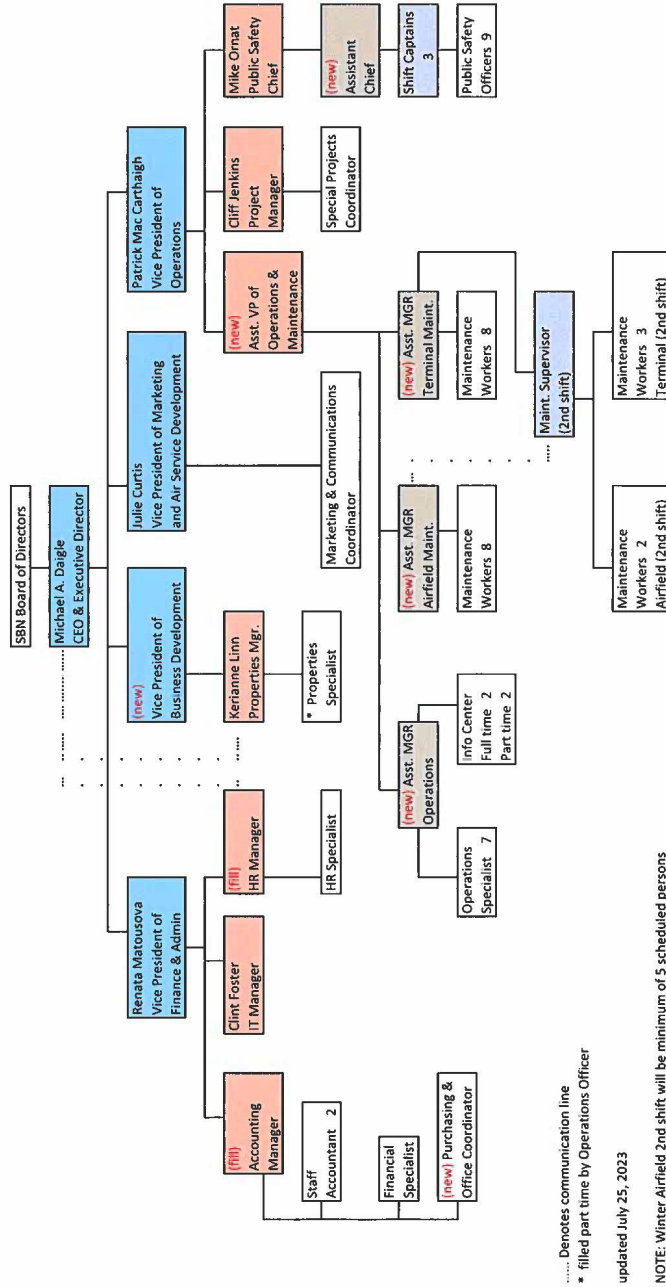 SBN Board of Directors
Michael A. Daigle
CEO & Executive Director
Renata Matousova
Vice President of
Finance & Admin
(new)
Vice President of
Business Development
Julie Curtis
Vice President of Marketing
and Air Service Development
Patrick Mac Carthaigh
Vice President of
Operations
(fill)
Accounting
Manager
Clint Foster
IT Manager
(fill)
HR Manager
Kerianne Linn
Properties Mgr.
(new)
Asst. VP of
Operations &
Maintenance
Cliff Jenkins
Project
Manager
Mike Ornat
Public Safety
Chief
Staff
Accountant 2
HR Specialist
* Properties
Specialist
Marketing & Communications
Coordinator
Special Projects
Coordinator
(new)
Assistant
Chief
Financial
Specialist
(new) Asst. MGR
Operations
(new) Asst. MGR
Airfield Maint.
(new) Asst. MGR
Terminal Maint.
Shift Captains
3
(new) Purchasing &
Office Coordinator
Operations
Specialist 7
Info Center
Full time 2
Part time 2
Maintenance
Workers 8
Maintenance
Workers 8
Public Safety
Officers 9
Maint. Supervisor
(2nd shift)
Maintenance
Workers 2
Airfield (2nd shift)
Maintenance
Workers 3
Terminal (2nd shift)
...... Denotes communication line
* filled part time by Operations Officer
updated July 25, 2023
NOTE: Winter Airfield 2nd shift will be minimum of 5 scheduled persons